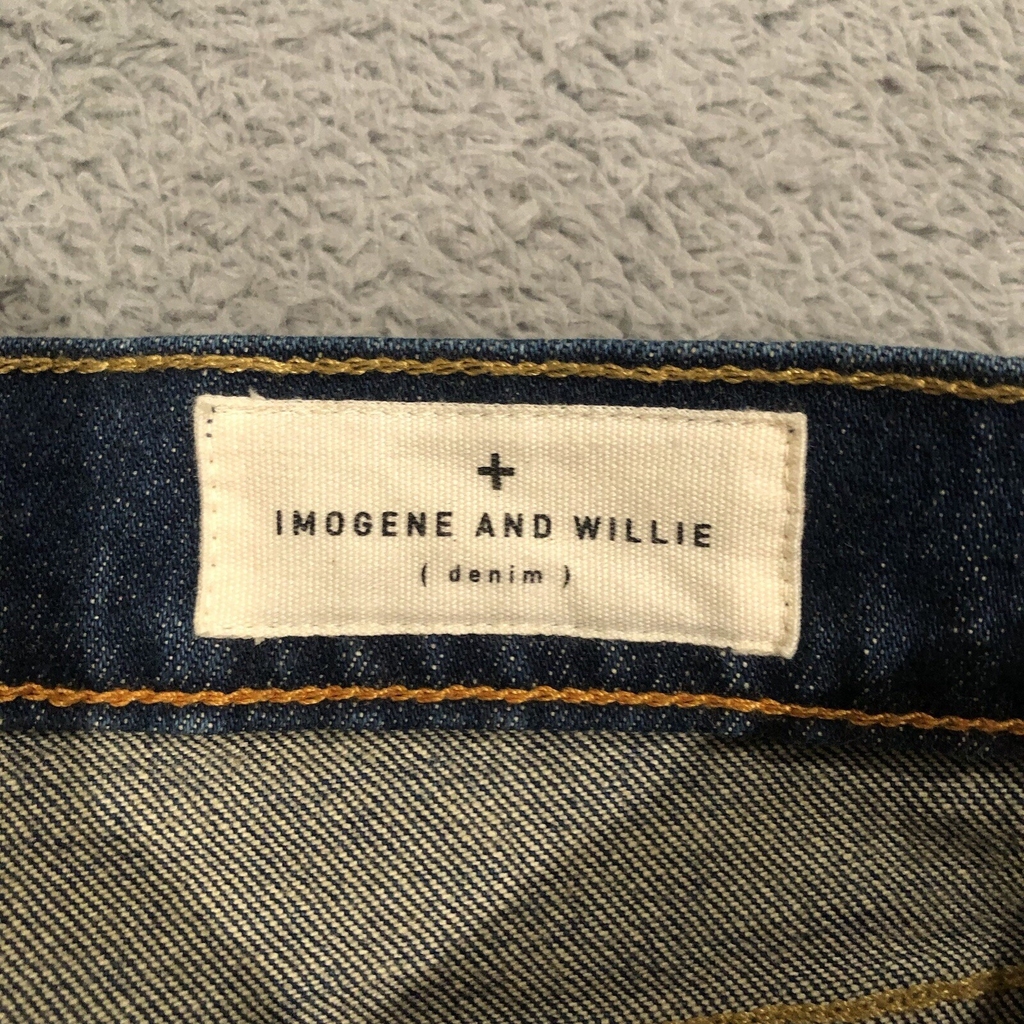 +
IMOGENE AND WILLIE
( denim )